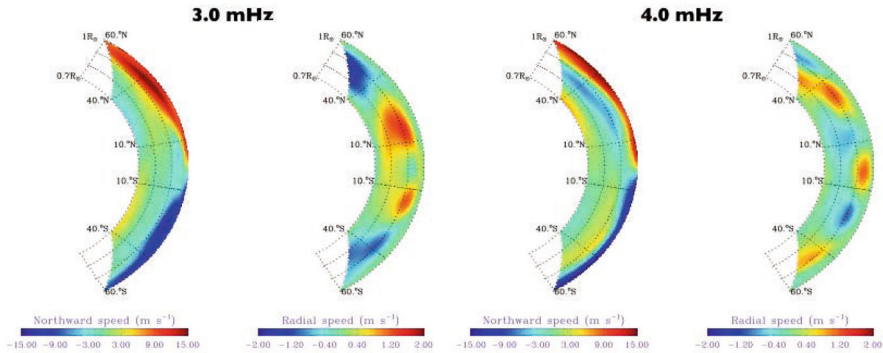 3.0 mHz
4.0 mHz
1R⊙ 60.°N
0.7R⊙
40.°N
10.°N
10.°S
40.°S
60.°S
Northward speed (m s⁻¹)
-15.00 -9.00 -3.00 3.00 9.00 15.00
1R⊙ 60.°N
0.7R⊙
40.°N
10.°N
10.°S
40.°S
60.°S
Radial speed (m s⁻¹)
-2.00 -1.20 -0.40 0.40 1.20 2.00
1R⊙ 60.°N
0.7R⊙
40.°N
10.°N
10.°S
40.°S
60.°S
Northward speed (m s⁻¹)
-15.00 -9.00 -3.00 3.00 9.00 15.00
1R⊙ 60.°N
0.7R⊙
40.°N
10.°N
10.°S
40.°S
60.°S
Radial speed (m s⁻¹)
-2.00 -1.20 -0.40 0.40 1.20 2.00